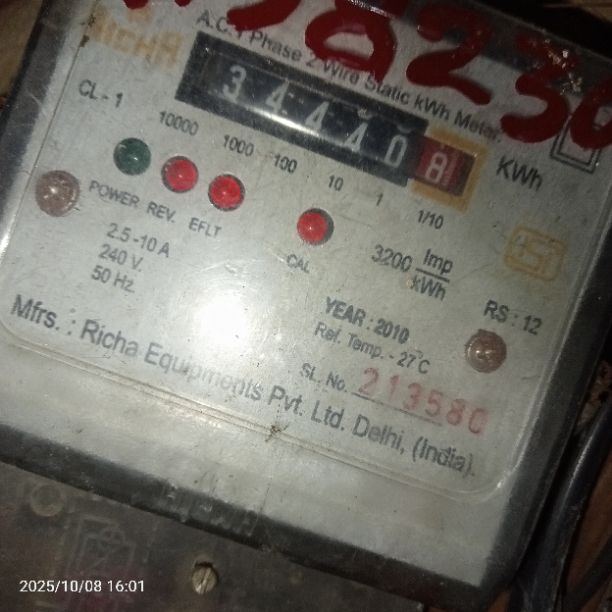 RICHA
A.C. 1 Phase 2 Wire Static kWh Meter.
CL - 1
3 4 4 4 0 8
KWh
10000 1000 100 10 1 1/10
POWER REV. EFLT CAL
2.5 -10 A
240 V.
50 Hz.
3200 Imp/kWh
RS : 12
YEAR : 2010
Ref. Temp. - 27°C
SL. No. 213580
Mfrs. : Richa Equipments Pvt. Ltd. Delhi, (India).
2025/10/08 16:01